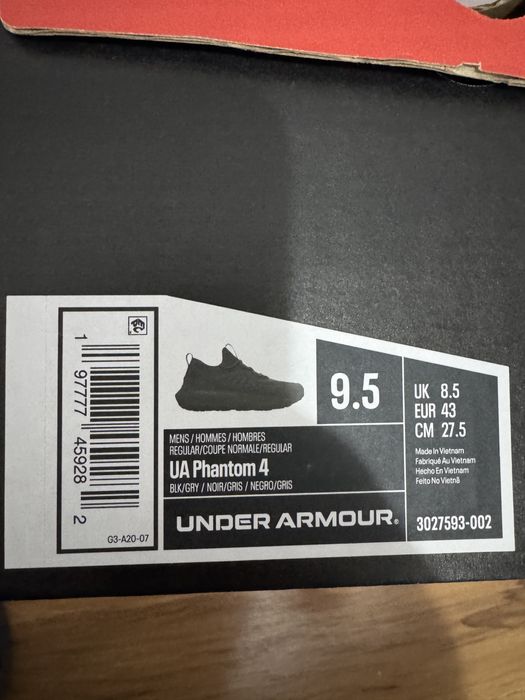 1 97777 45928 2
G3-A20-07
MENS / HOMMES / HOMBRES
REGULAR/COUPE NORMALE/REGULAR
UA Phantom 4
BLK/GRY / NOIR/GRIS / NEGRO/GRIS
UNDER ARMOUR®
9.5
UK 8.5
EUR 43
CM 27.5
Made In Vietnam
Fabriqué Au Vietnam
Hecho En Vietnam
Feito No Vietnã
3027593-002